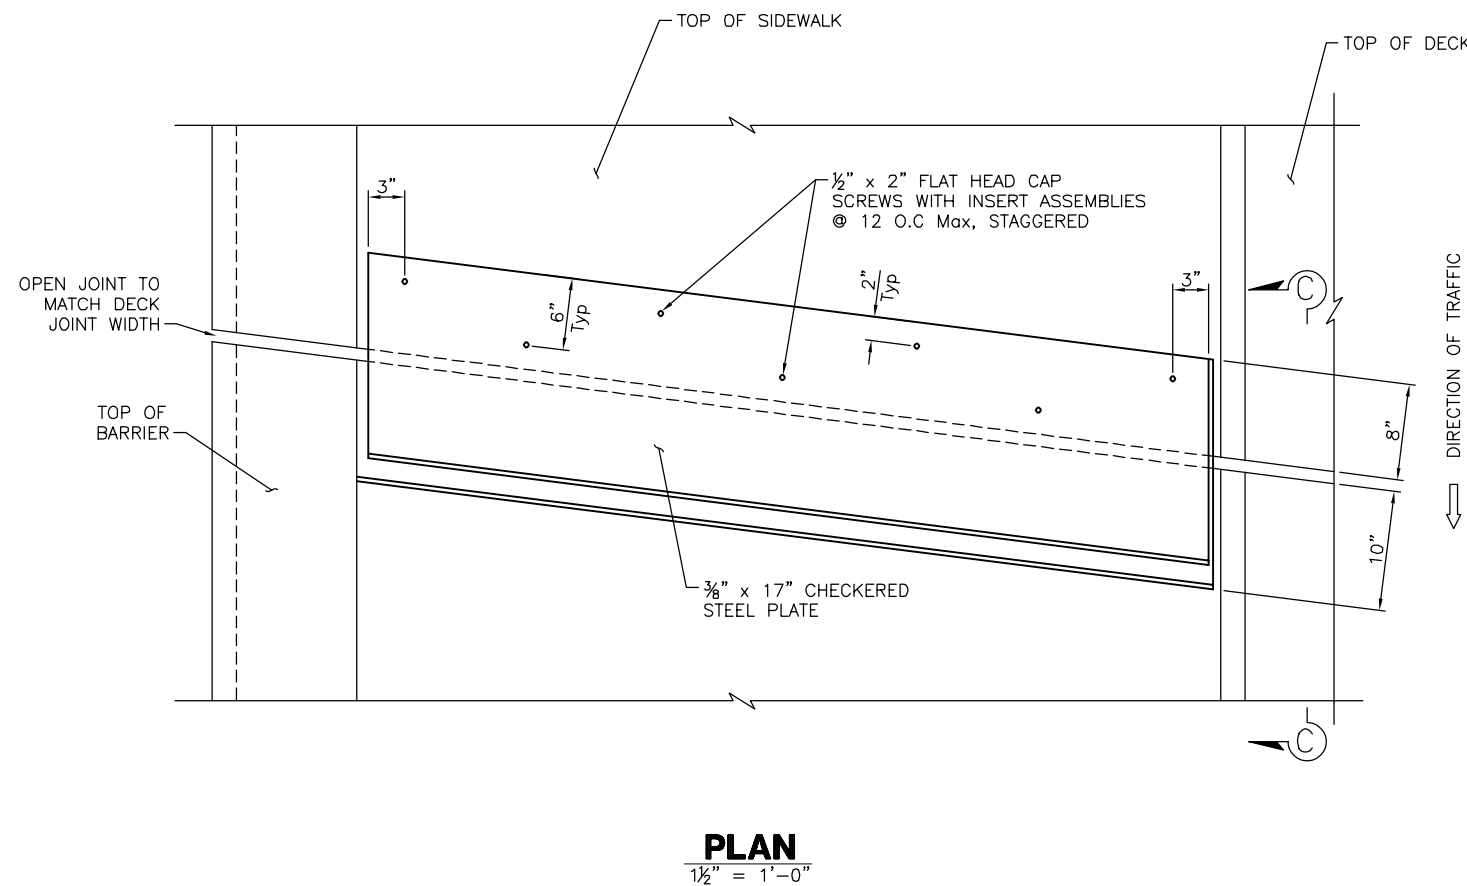 TOP OF SIDEWALK
TOP OF DECK
3"
½" x 2" FLAT HEAD CAP
SCREWS WITH INSERT ASSEMBLIES
@ 12 O.C Max, STAGGERED
OPEN JOINT TO
MATCH DECK
JOINT WIDTH
6"
Typ
2"
Typ
3"
C
DIRECTION OF TRAFFIC
TOP OF
BARRIER
8"
10"
⅜" x 17" CHECKERED
STEEL PLATE
C
PLAN
1½" = 1'-0"